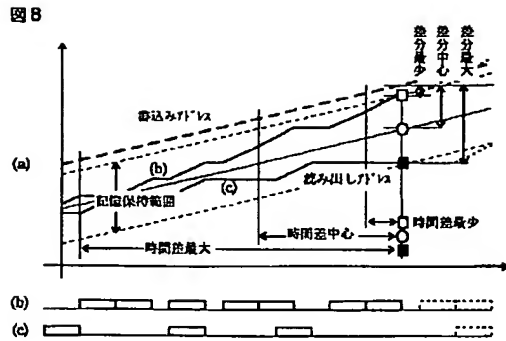 図8
差分最少
差分中心
差分最大
書込みアドレス
(a)
(b)
(c)
読み出しアドレス
記憶保持範囲
時間差最少
時間差中心
時間差最大
(b)
(c)